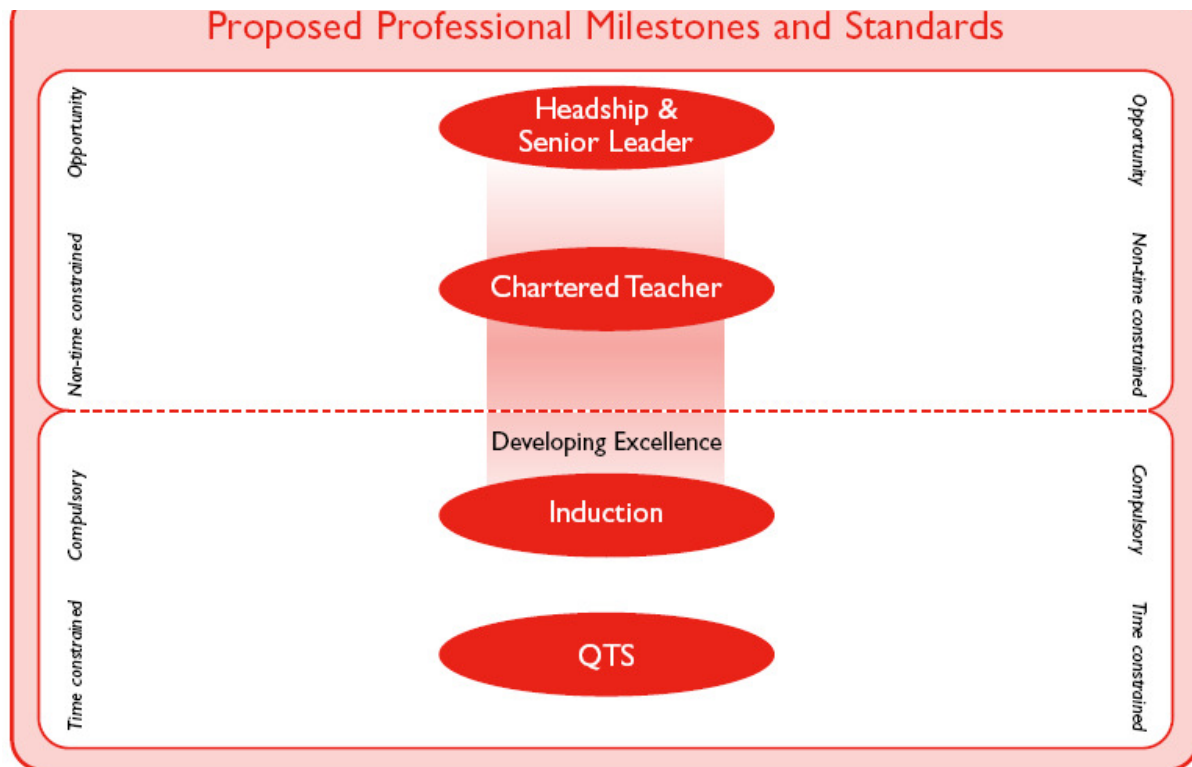 Proposed Professional Milestones and Standards
Opportunity
Headship &
Senior Leader
Opportunity
Non-time constrained
Chartered Teacher
Non-time constrained
Developing Excellence
Compulsory
Induction
Compulsory
Time constrained
QTS
Time constrained